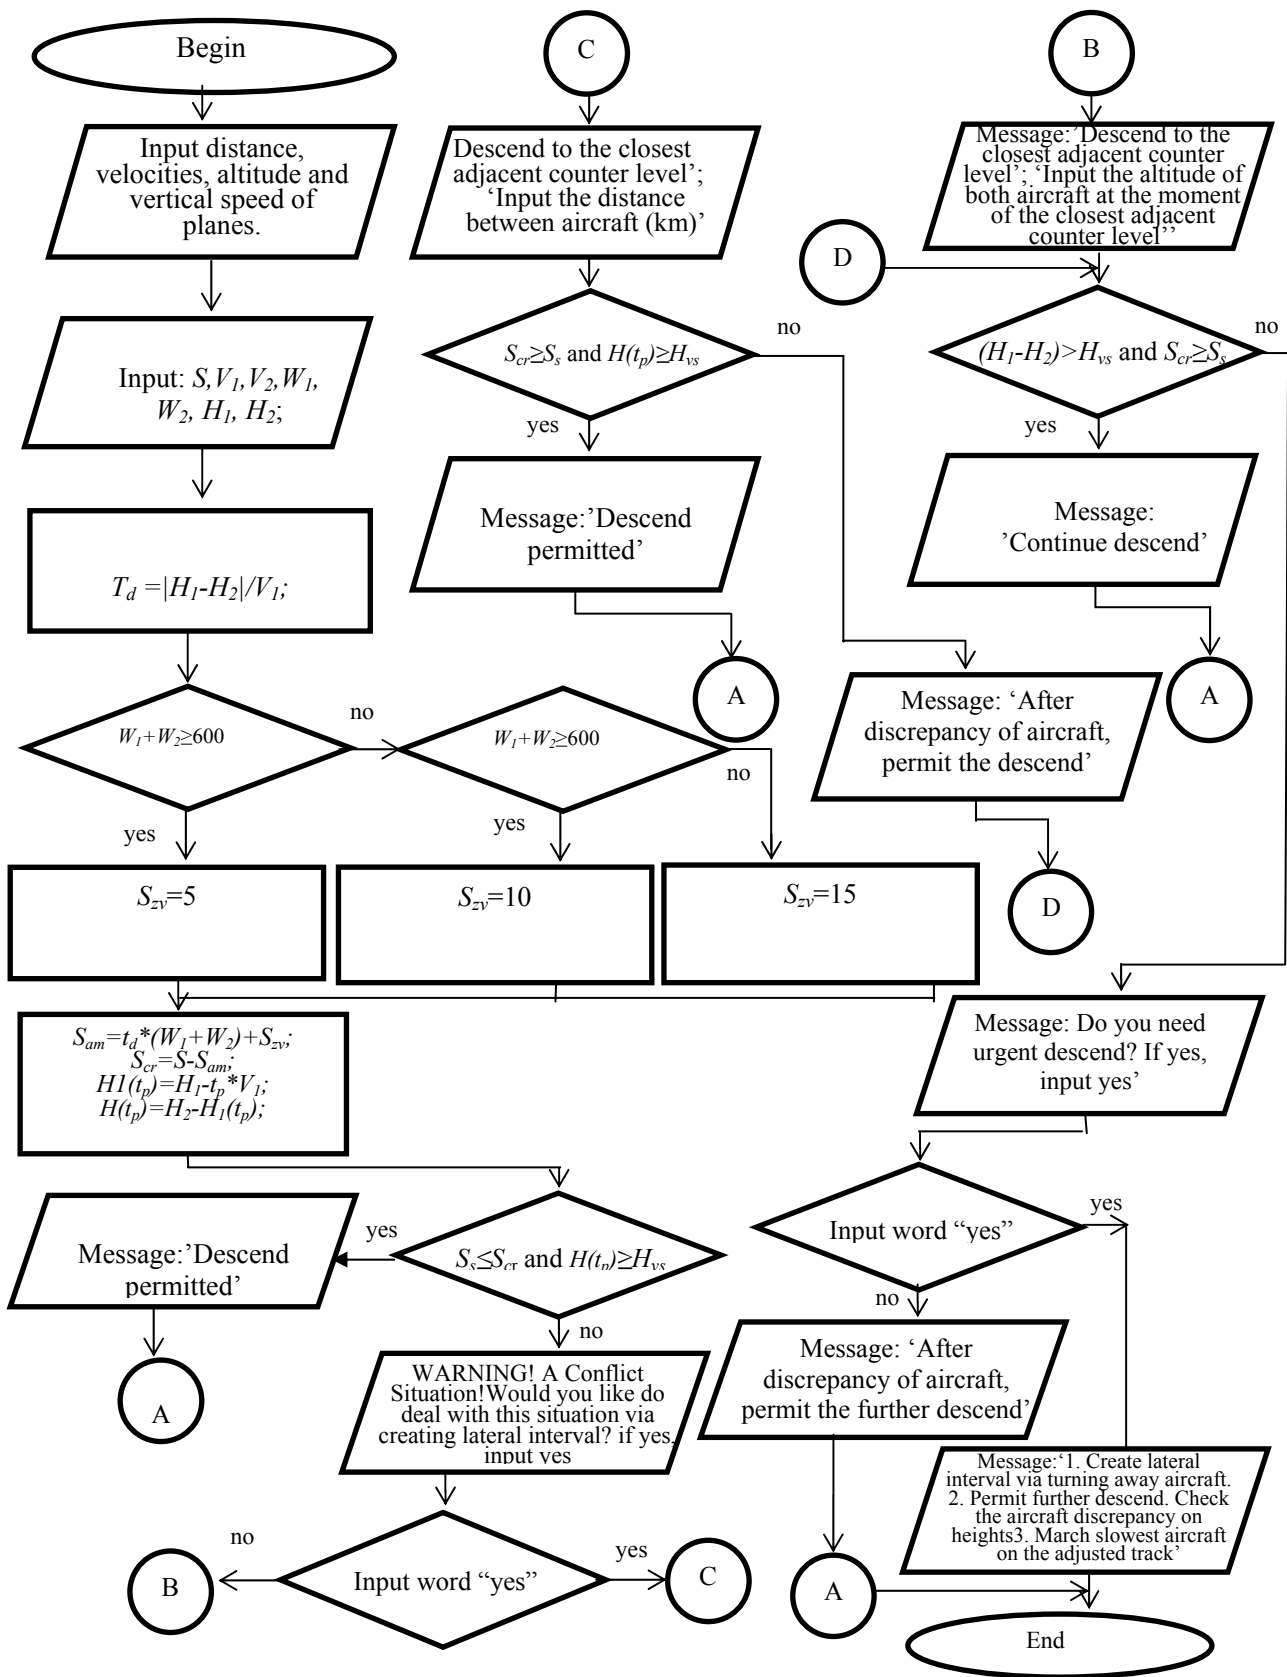 Begin
Input distance,
velocities, altitude and
vertical speed of
planes.
Input: S,V1,V2,W1,
W2, H1, H2;
Td =|H1-H2|/V1;
W1+W2≥600
no
yes
W1+W2≥600
no
yes
Szv=5
Szv=10
Szv=15
Sam=td*(W1+W2)+Szv;
Scr=S-Sam;
H1(tp)=H1-tp*V1;
H(tp)=H2-H1(tp);
Ss≤Scr and H(tp)≥Hvs
yes
Message:’Descend
permitted’
A
no
WARNING! A Conflict
Situation!Would you like do
deal with this situation via
creating lateral interval? if yes,
input yes
Input word “yes”
no
B
yes
C
C
Descend to the closest
adjacent counter level’;
‘Input the distance
between aircraft (km)’
Scr≥Ss and H(tp)≥Hvs
no
yes
Message:’Descend
permitted’
A
Message: ‘After
discrepancy of aircraft,
permit the descend’
D
B
Message:’Descend to the
closest adjacent counter
level’; ‘Input the altitude of
both aircraft at the moment
of the closest adjacent
counter level’’
D
(H1-H2)>Hvs and Scr≥Ss
no
yes
Message:
’Continue descend’
A
Message: Do you need
urgent descend? If yes,
input yes’
Input word “yes”
yes
no
Message: ‘After
discrepancy of aircraft,
permit the further descend’
Message:‘1. Create lateral
interval via turning away aircraft.
2. Permit further descend. Check
the aircraft discrepancy on
heights3. March slowest aircraft
on the adjusted track’
A
End